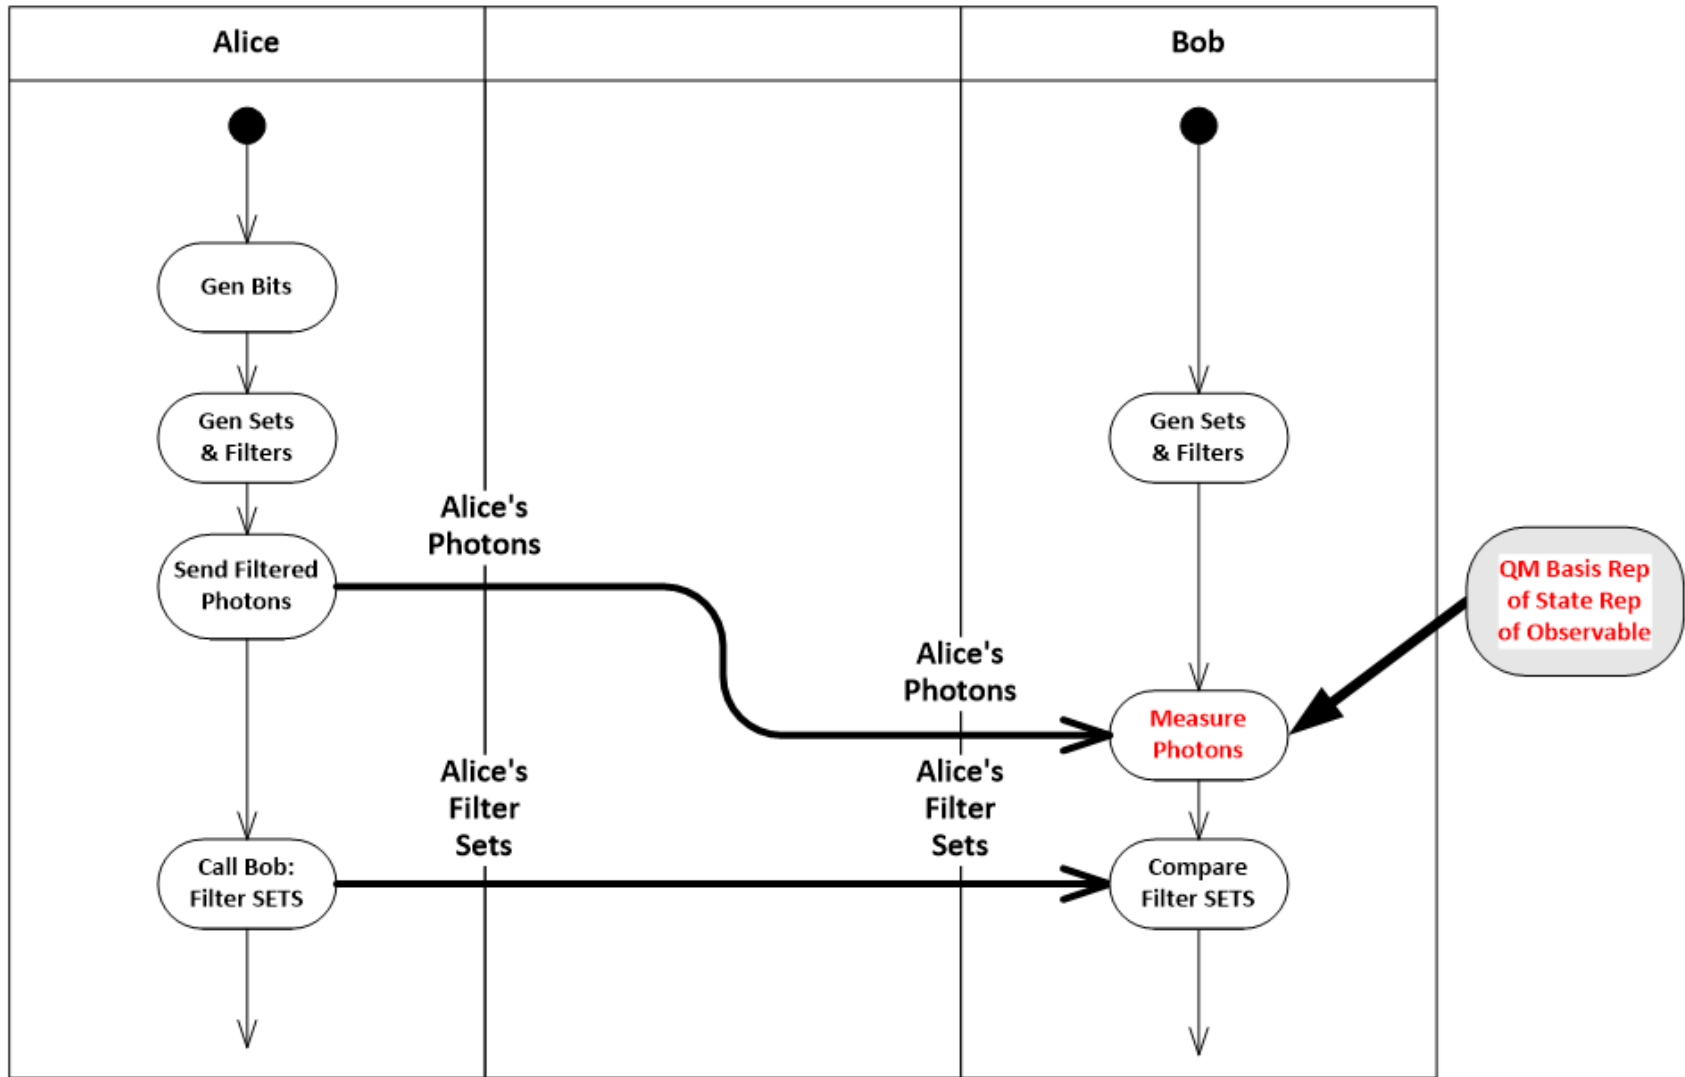 Alice
Bob
Gen Bits
Gen Sets
& Filters
Gen Sets
& Filters
Alice's
Photons
Send Filtered
Photons
QM Basis Rep
of State Rep
of Observable
Alice's
Photons
Measure
Photons
Alice's
Filter
Sets
Alice's
Filter
Sets
Call Bob:
Filter SETS
Compare
Filter SETS